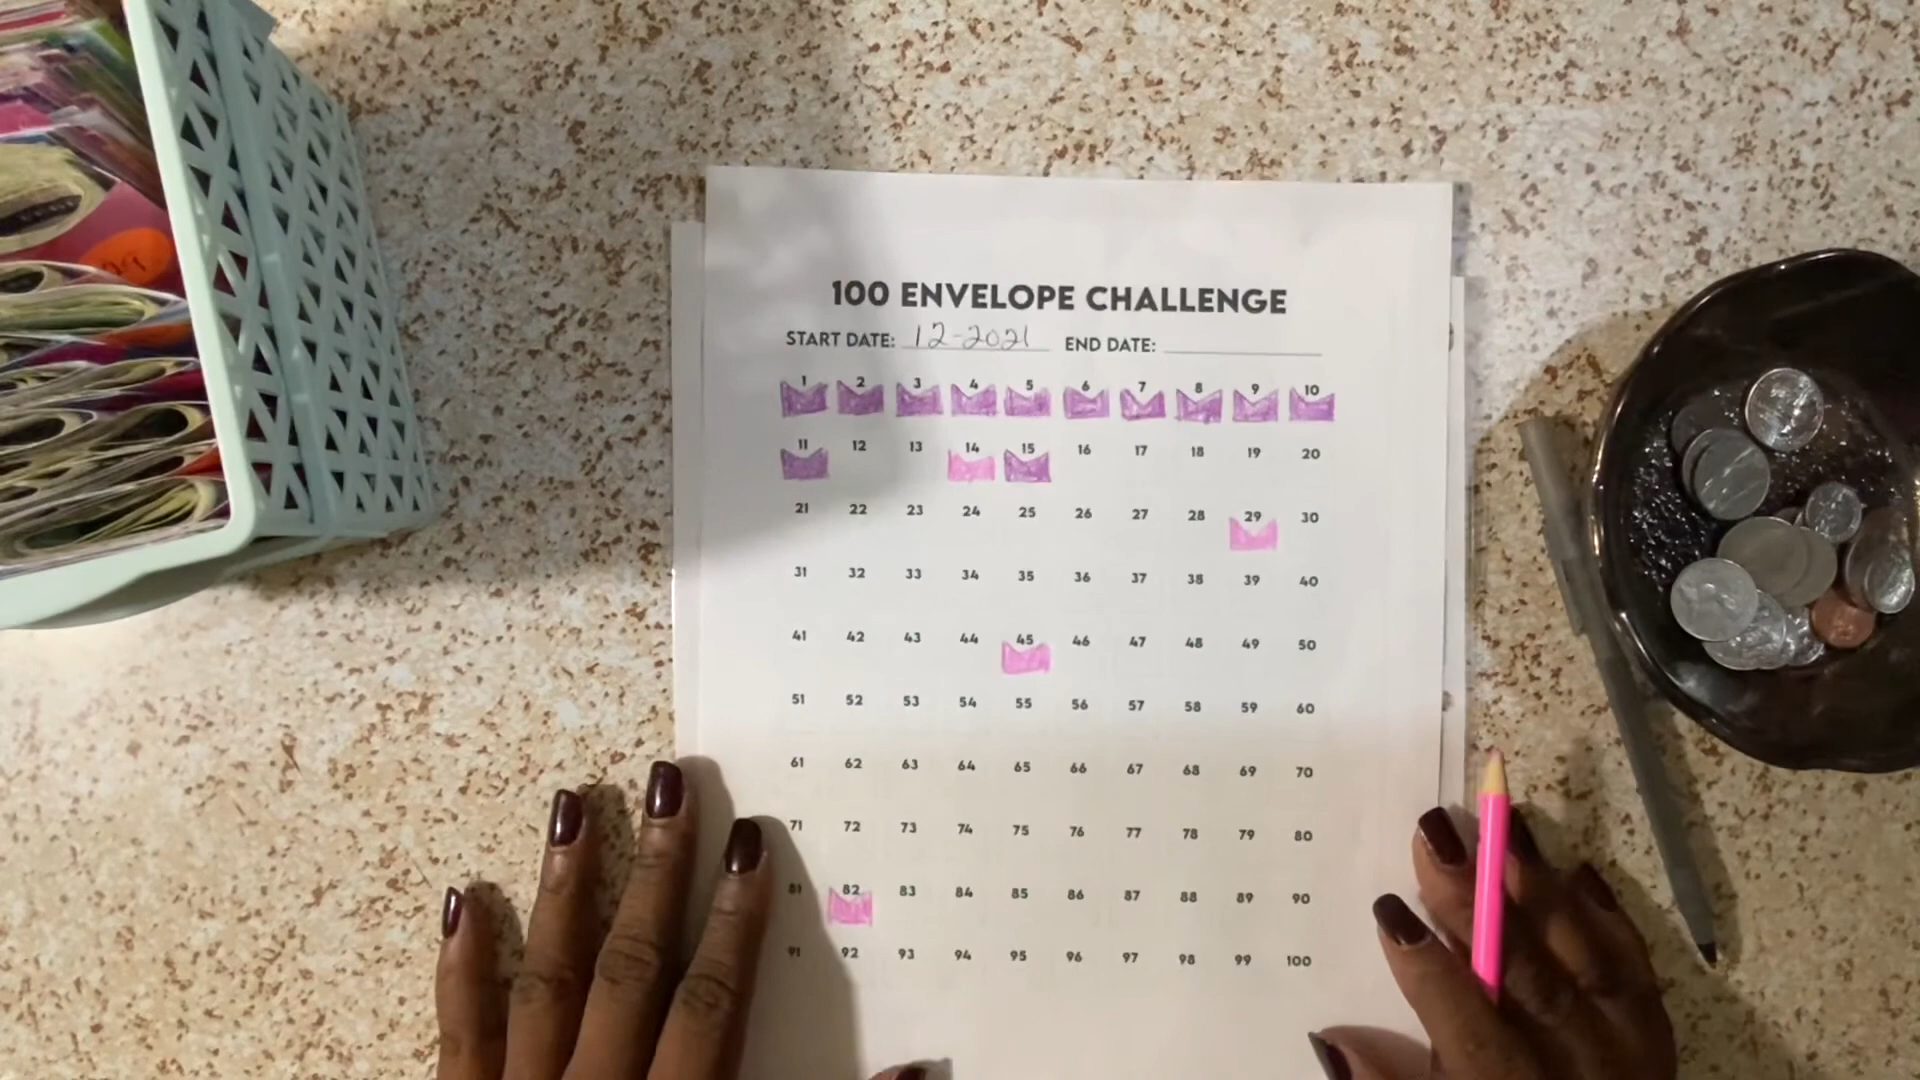 100 ENVELOPE CHALLENGE
START DATE: 12-2021 END DATE:
1 2 3 4 5 6 7 8 9 10
11 12 13 14 15 16 17 18 19 20
21 22 23 24 25 26 27 28 29 30
31 32 33 34 35 36 37 38 39 40
41 42 43 44 45 46 47 48 49 50
51 52 53 54 55 56 57 58 59 60
61 62 63 64 65 66 67 68 69 70
71 72 73 74 75 76 77 78 79 80
81 82 83 84 85 86 87 88 89 90
91 92 93 94 95 96 97 98 99 100